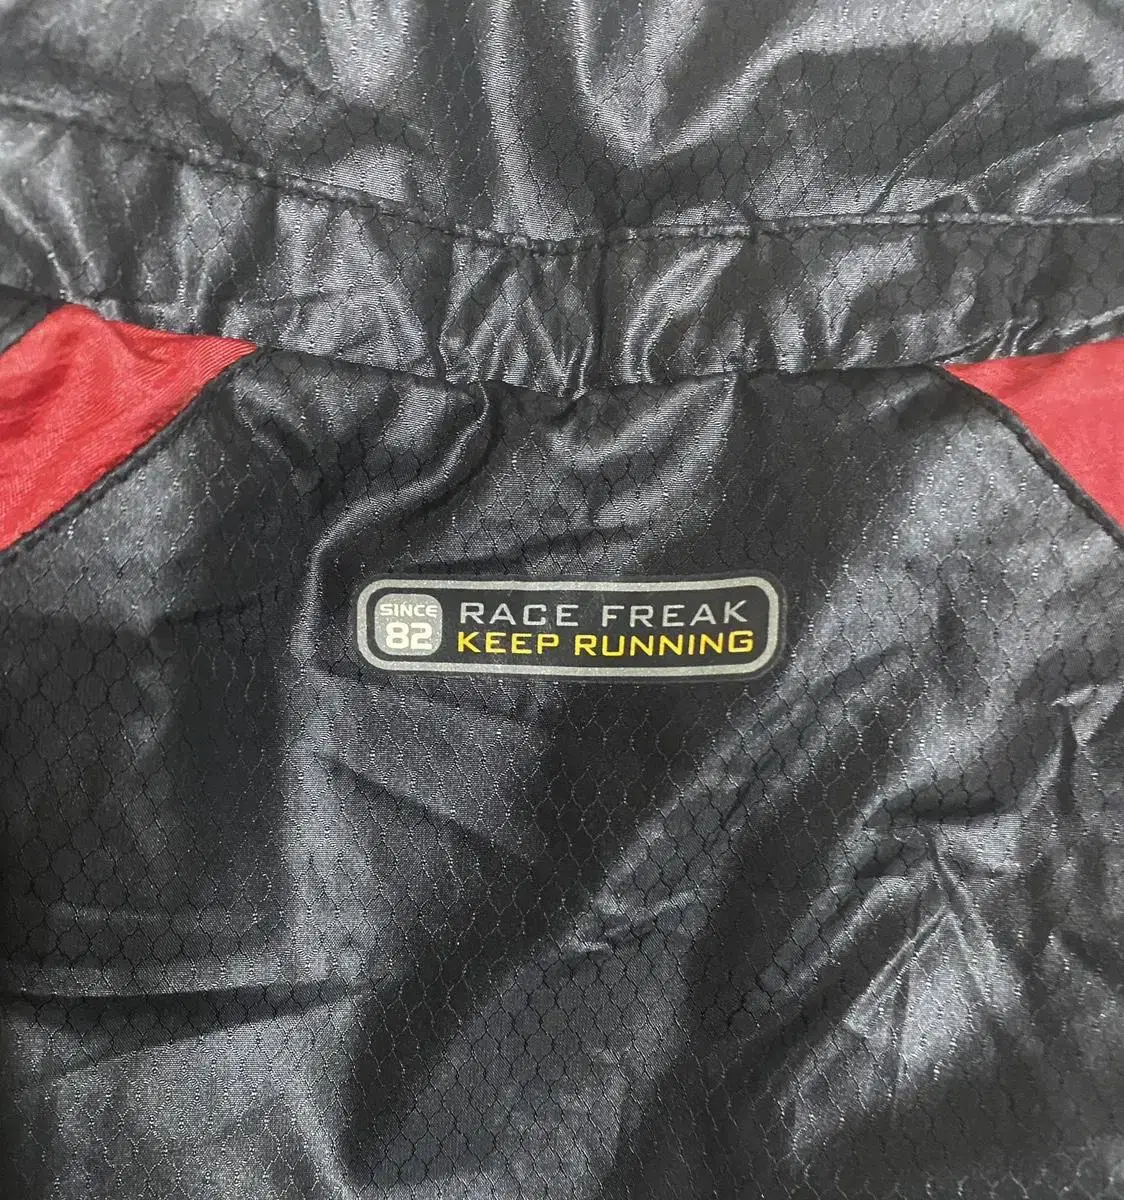 SINCE
82
RACE FREAK
KEEP RUNNING